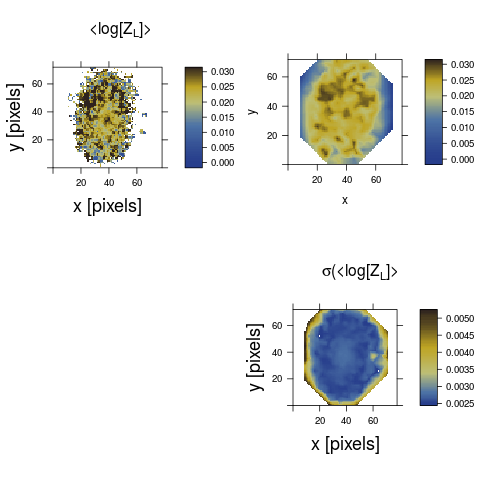 <log[Z_L]>
60
40
20
20 40 60
y [pixels]
x [pixels]
0.030
0.025
0.020
0.015
0.010
0.005
0.000
60
40
20
20 40 60
y
x
0.030
0.025
0.020
0.015
0.010
0.005
0.000
σ(<log[Z_L]>
60
40
20
20 40 60
y [pixels]
x [pixels]
0.0050
0.0045
0.0040
0.0035
0.0030
0.0025